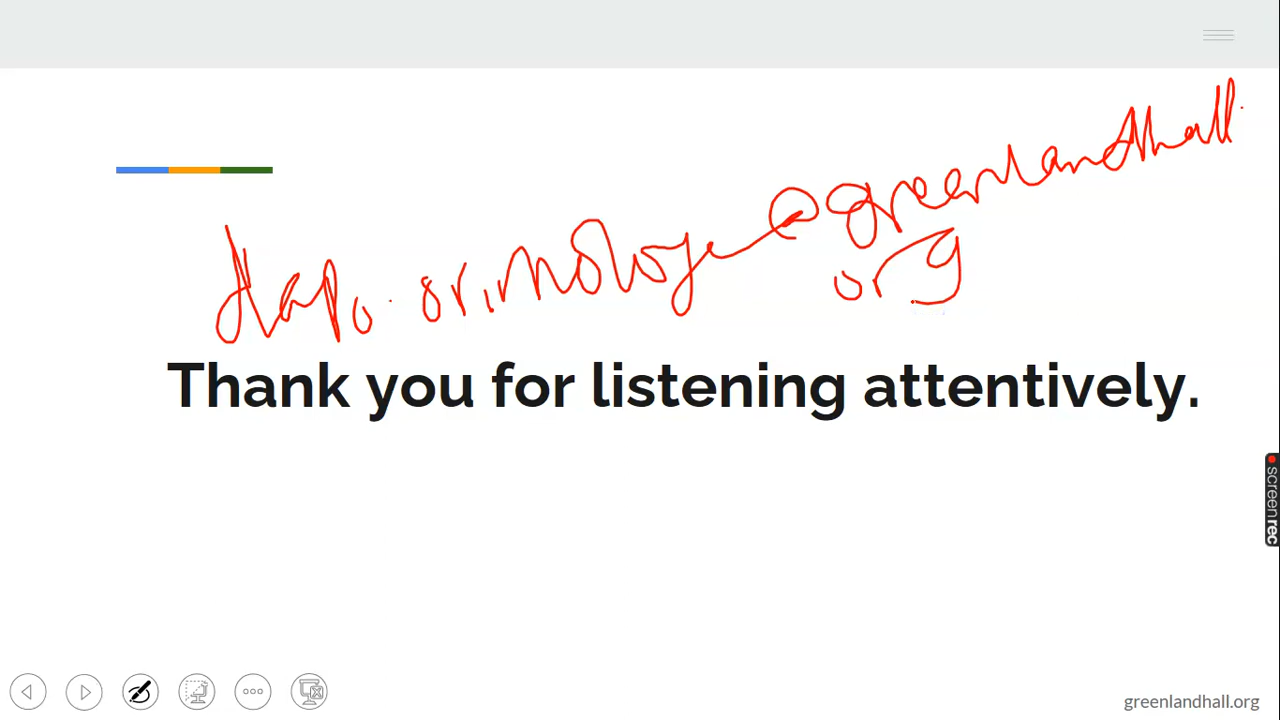 @greenlandhall.
org
Thank you for listening attentively.
screenrec
greenlandhall.org